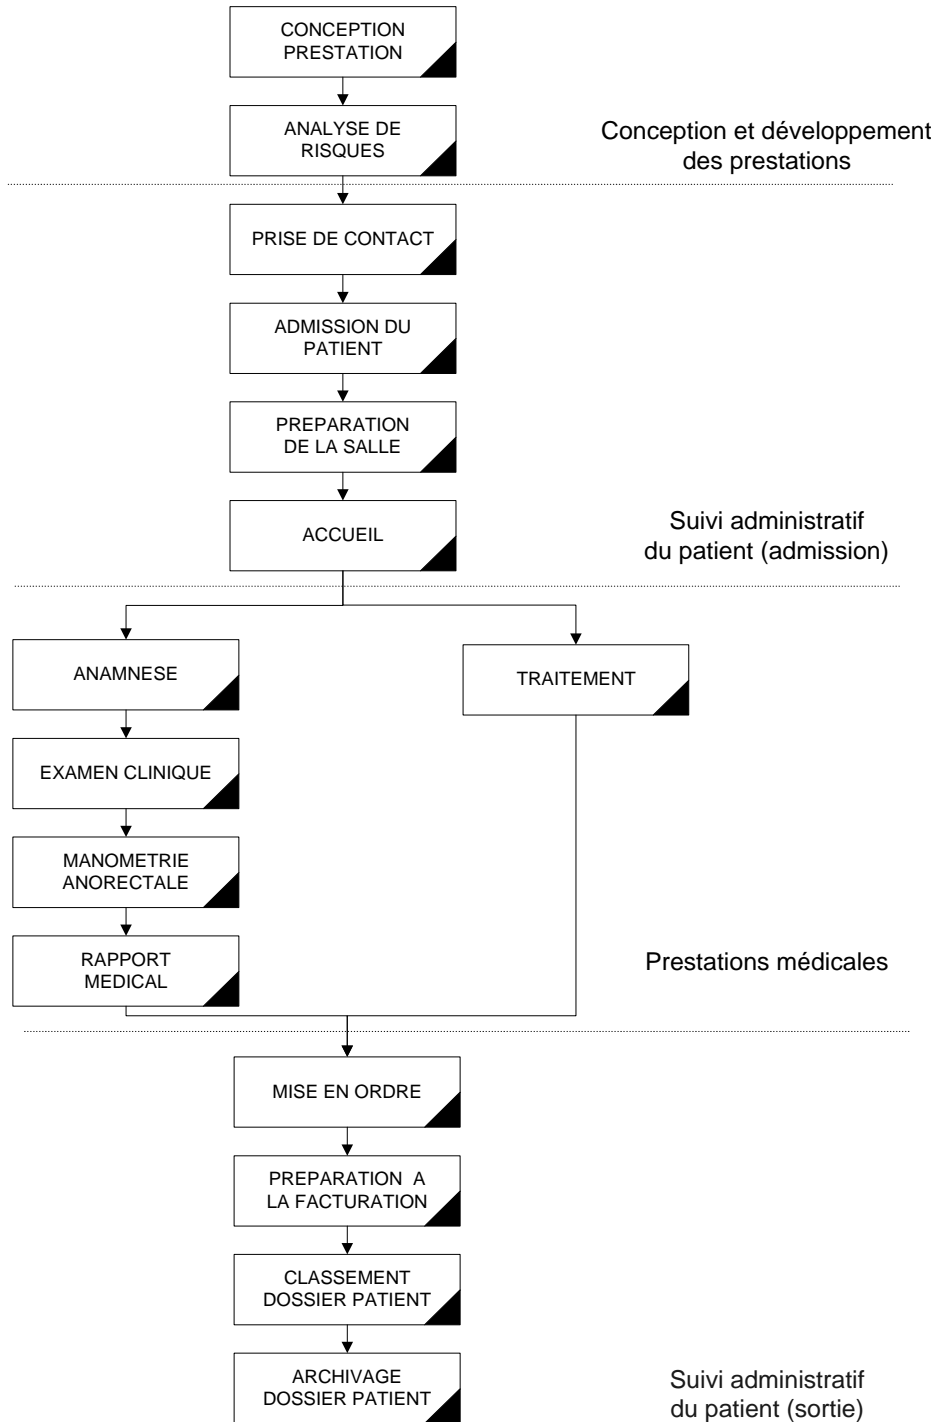 CONCEPTION
PRESTATION
ANALYSE DE
RISQUES
Conception et développement
des prestations
PRISE DE CONTACT
ADMISSION DU
PATIENT
PREPARATION
DE LA SALLE
ACCUEIL
Suivi administratif
du patient (admission)
ANAMNESE
TRAITEMENT
EXAMEN CLINIQUE
MANOMETRIE
ANORECTALE
RAPPORT
MEDICAL
Prestations médicales
MISE EN ORDRE
PREPARATION A
LA FACTURATION
CLASSEMENT
DOSSIER PATIENT
ARCHIVAGE
DOSSIER PATIENT
Suivi administratif
du patient (sortie)